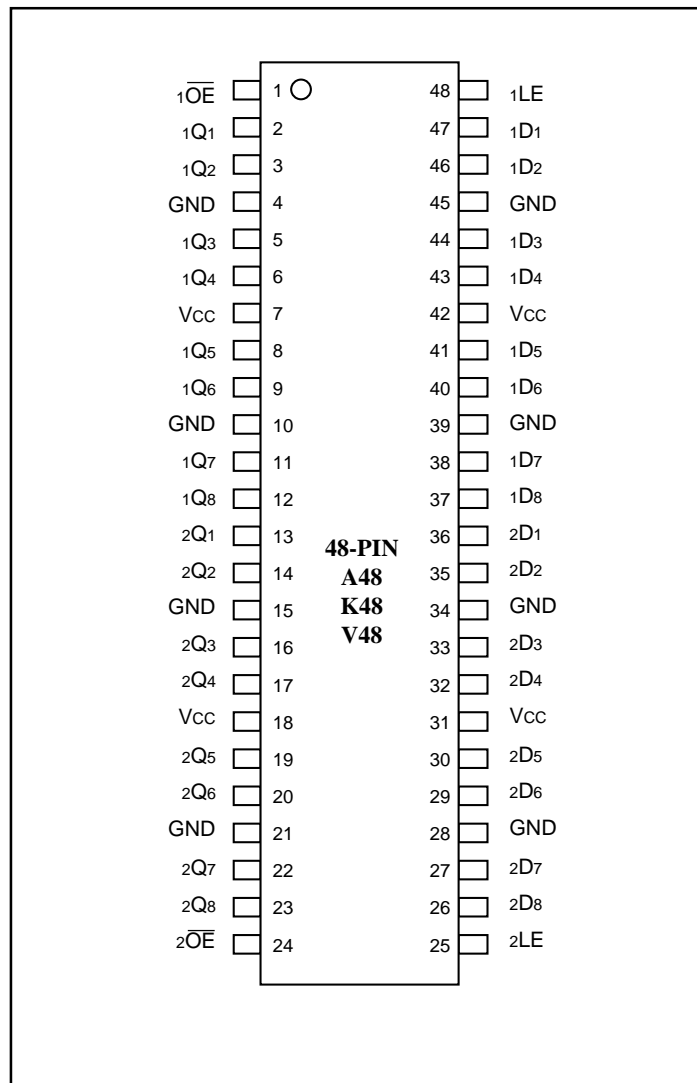 1OE 1 48 1LE
1Q1 2 47 1D1
1Q2 3 46 1D2
GND 4 45 GND
1Q3 5 44 1D3
1Q4 6 43 1D4
VCC 7 42 VCC
1Q5 8 41 1D5
1Q6 9 40 1D6
GND 10 39 GND
1Q7 11 38 1D7
1Q8 12 37 1D8
2Q1 13 36 2D1
48-PIN
2Q2 14 35 2D2
A48
K48
GND 15 34 GND
V48
2Q3 16 33 2D3
2Q4 17 32 2D4
VCC 18 31 VCC
2Q5 19 30 2D5
2Q6 20 29 2D6
GND 21 28 GND
2Q7 22 27 2D7
2Q8 23 26 2D8
2OE 24 25 2LE